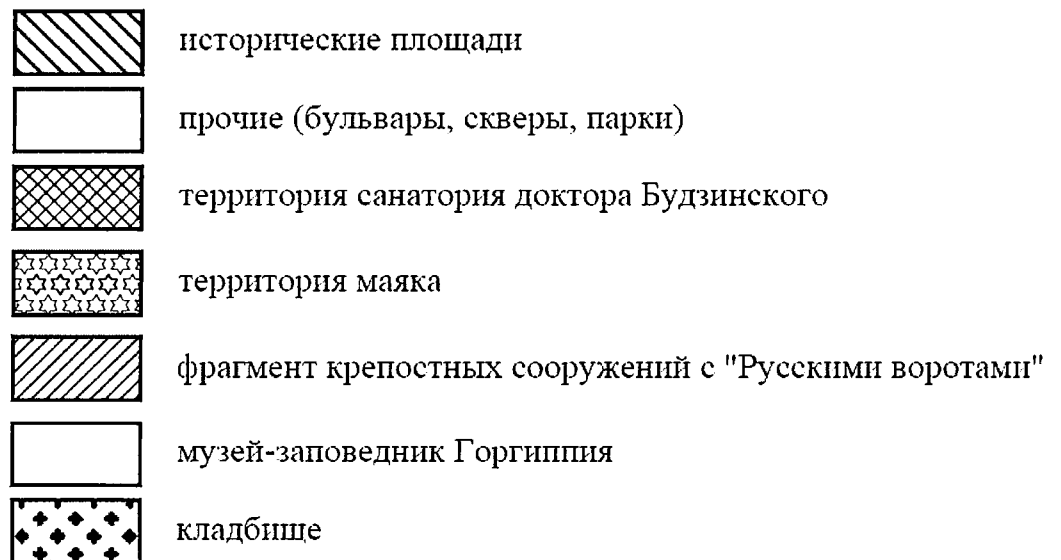 исторические площади
прочие (бульвары, скверы, парки)
территория санатория доктора Будзинского
территория маяка
фрагмент крепостных сооружений с "Русскими воротами"
музей-заповедник Горгиппия
кладбище